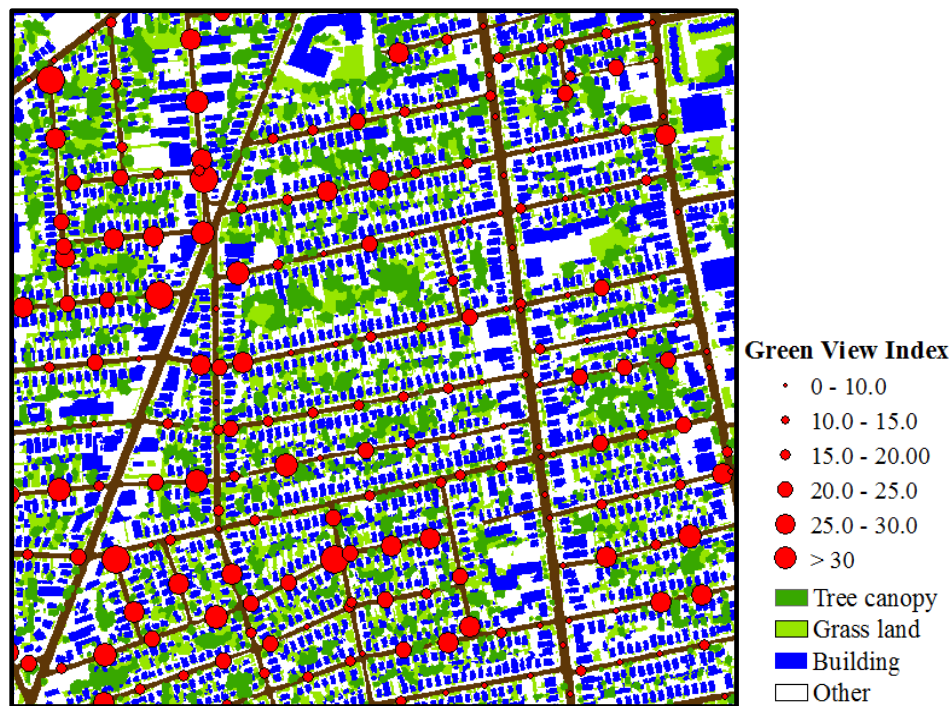 Green View Index
0 - 10.0
10.0 - 15.0
15.0 - 20.00
20.0 - 25.0
25.0 - 30.0
> 30
Tree canopy
Grass land
Building
Other